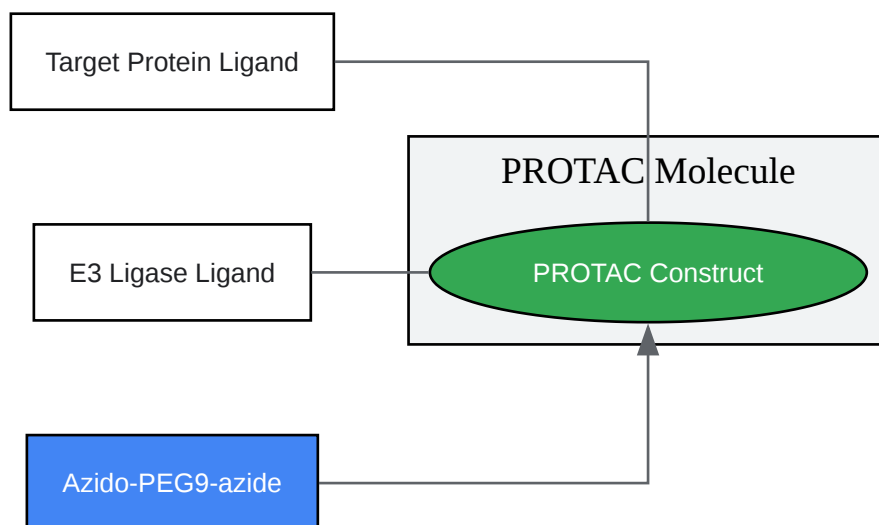 Target Protein Ligand
PROTAC Molecule
E3 Ligase Ligand
PROTAC Construct
Azido-PEG9-azide